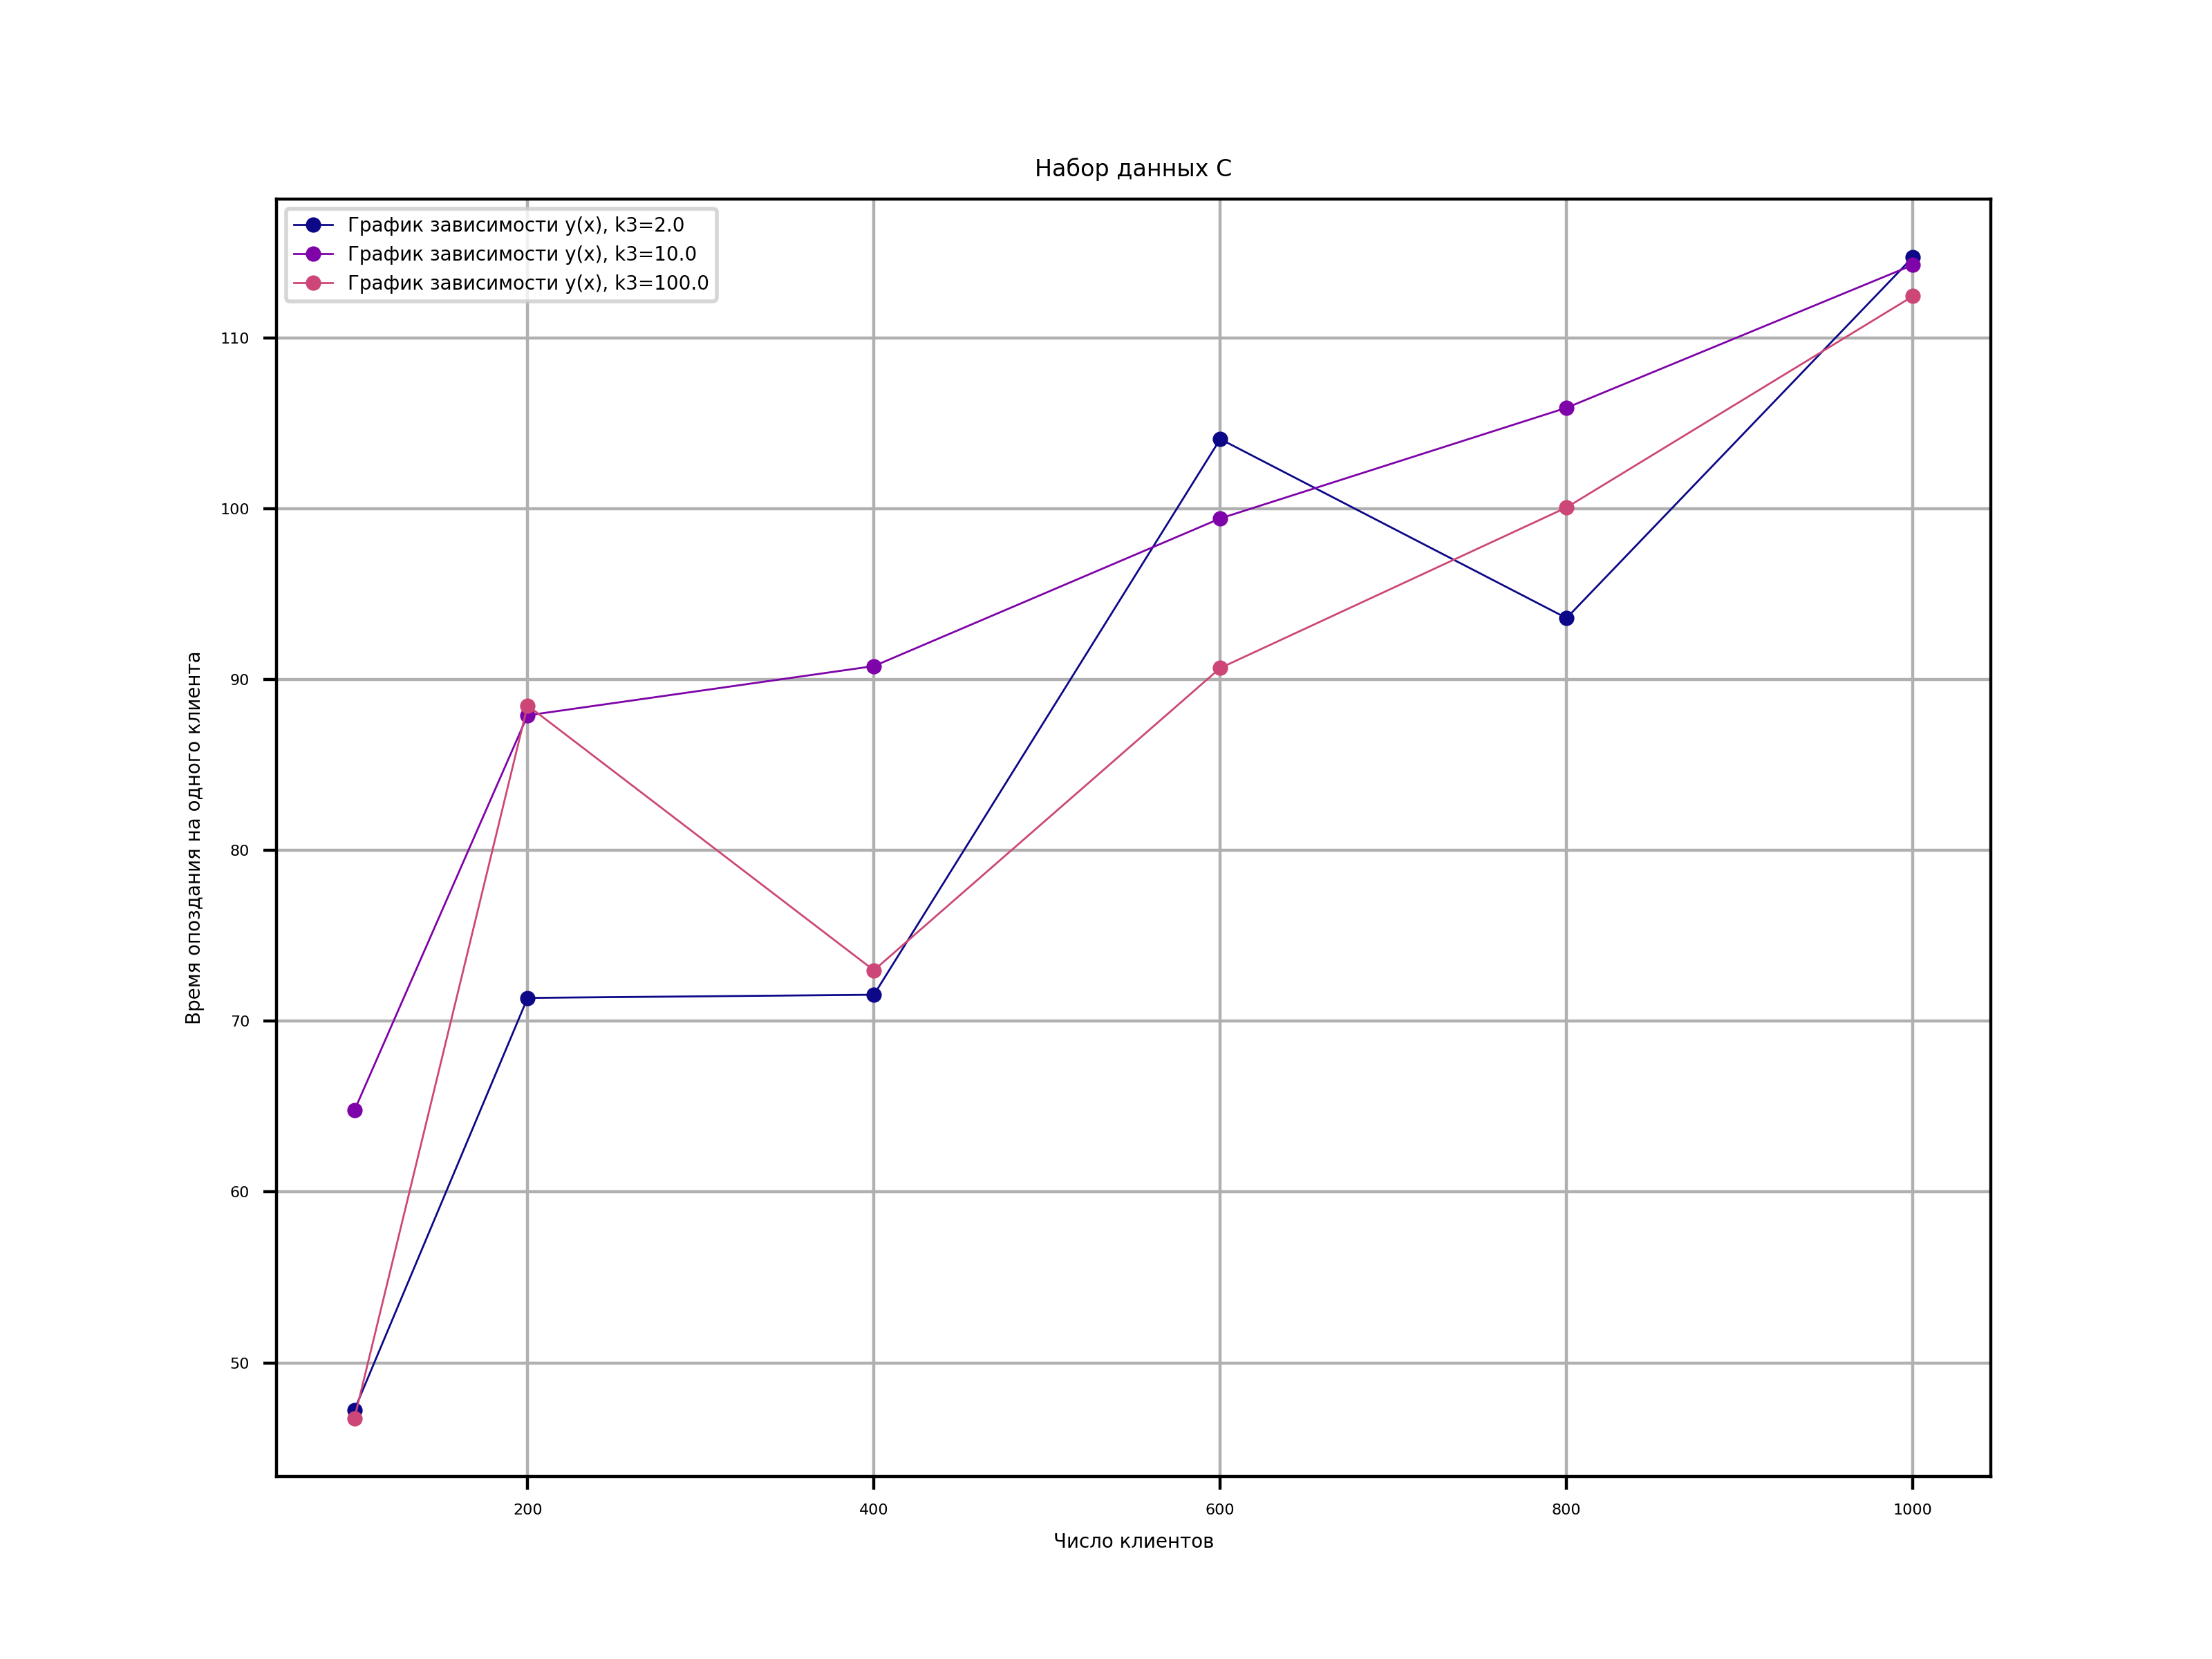 Набор данных C
График зависимости y(x), k3=2.0
График зависимости y(x), k3=10.0
График зависимости y(x), k3=100.0
110
100
90
80
70
60
50
Время опоздания на одного клиента
200 400 600 800 1000
Число клиентов